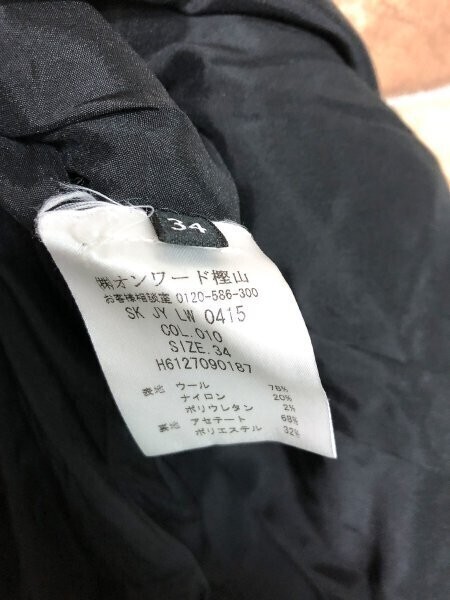 34
㈱オンワード樫山
お客様相談室 0120-586-300
SK JY LW 0415
COL.010
SIZE.34
H6127090187
表地 ウール 78%
ナイロン 20%
ポリウレタン 2%
裏地 アセテート 68%
ポリエステル 32%